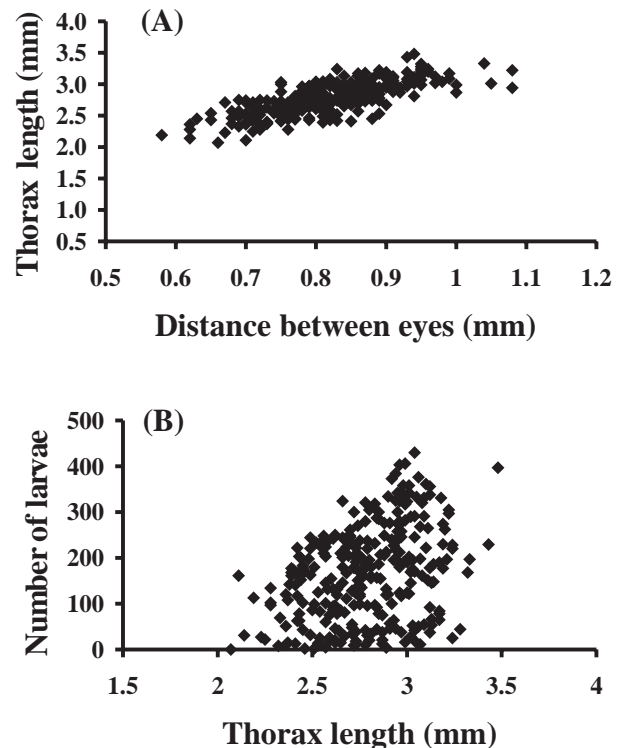 (A)
Thorax length (mm)
4.0
3.5
3.0
2.5
2.0
1.5
1.0
0.5
0.5 0.6 0.7 0.8 0.9 1 1.1 1.2
Distance between eyes (mm)
(B)
Number of larvae
500
400
300
200
100
0
1.5 2 2.5 3 3.5 4
Thorax length (mm)